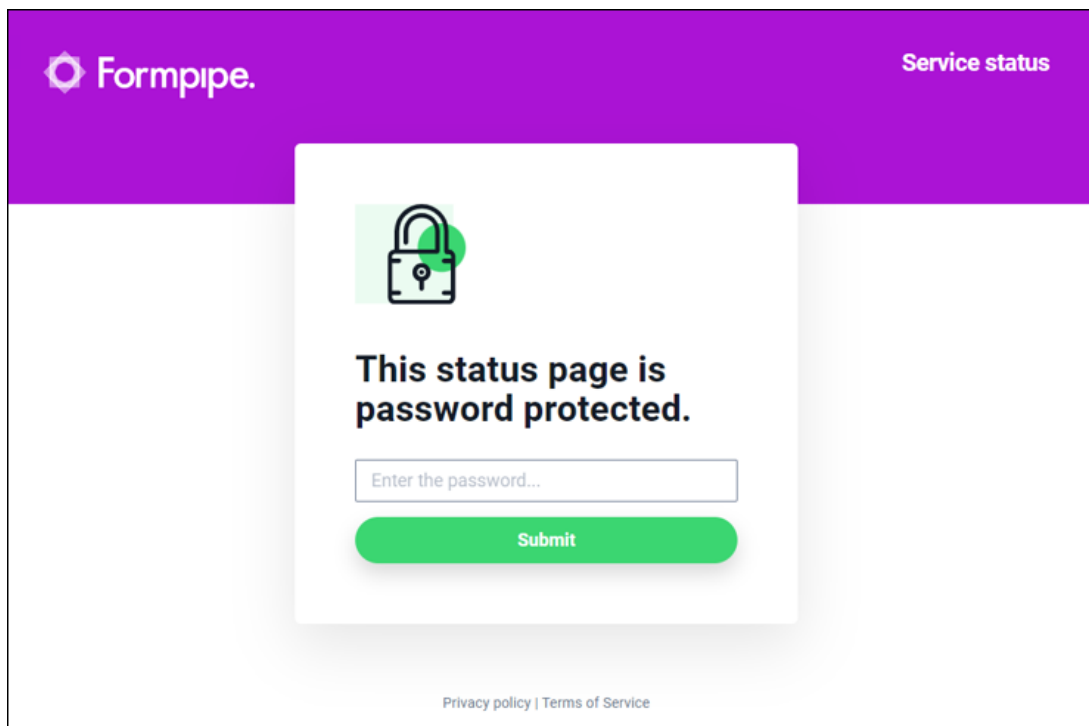 Formpipe.
Service status
This status page is
password protected.
Enter the password...
Submit
Privacy policy | Terms of Service